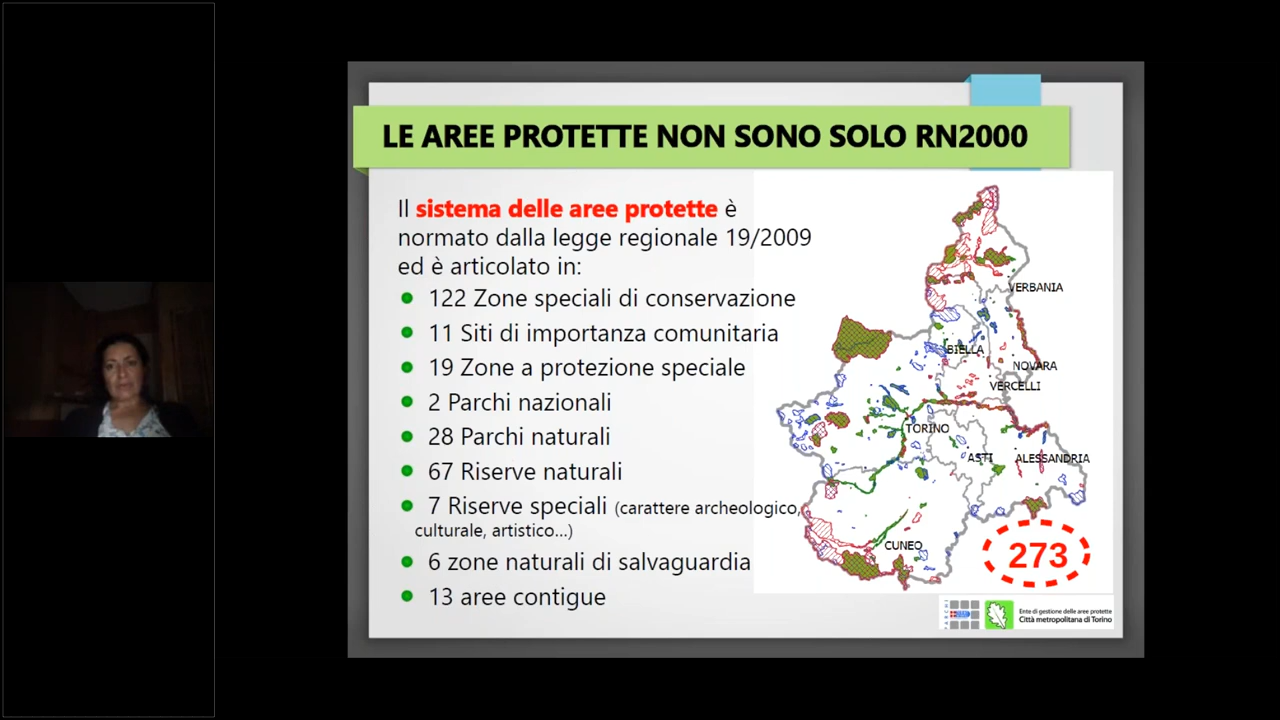 LE AREE PROTETTE NON SONO SOLO RN2000
Il sistema delle aree protette è
normato dalla legge regionale 19/2009
ed è articolato in:
122 Zone speciali di conservazione
11 Siti di importanza comunitaria
19 Zone a protezione speciale
2 Parchi nazionali
28 Parchi naturali
67 Riserve naturali
7 Riserve speciali (carattere archeologico,
culturale, artistico...)
6 zone naturali di salvaguardia
13 aree contigue
VERBANIA
BIELLA
NOVARA
VERCELLI
TORINO
ASTI
ALESSANDRIA
CUNEO
273
Ente di gestione delle aree protette
Città metropolitana di Torino